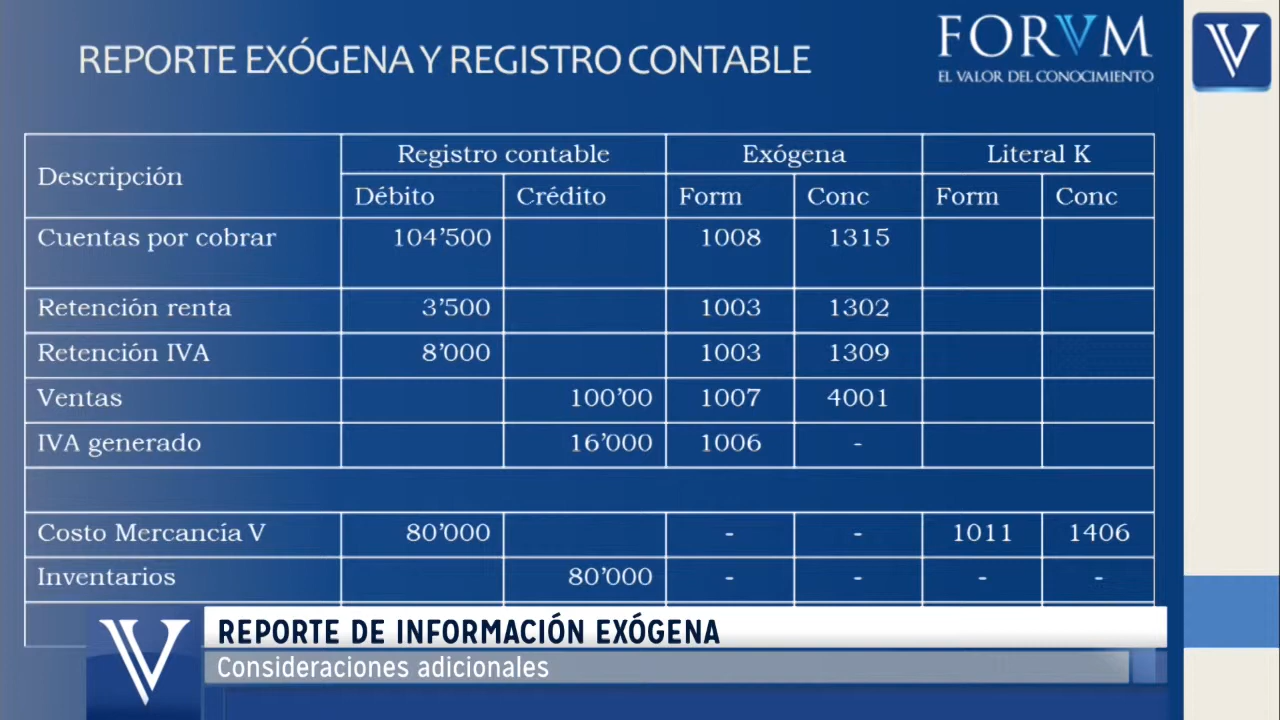 REPORTE EXÓGENA Y REGISTRO CONTABLE
FORVM
EL VALOR DEL CONOCIMIENTO
V
Descripción Registro contable Exógena Literal K
Débito Crédito Form Conc Form Conc
Cuentas por cobrar 104’500 1008 1315
Retención renta 3’500 1003 1302
Retención IVA 8’000 1003 1309
Ventas 100’00 1007 4001
IVA generado 16’000 1006 -
Costo Mercancía V 80’000 - - 1011 1406
Inventarios 80’000 - - - -
V
REPORTE DE INFORMACIÓN EXÓGENA
Consideraciones adicionales